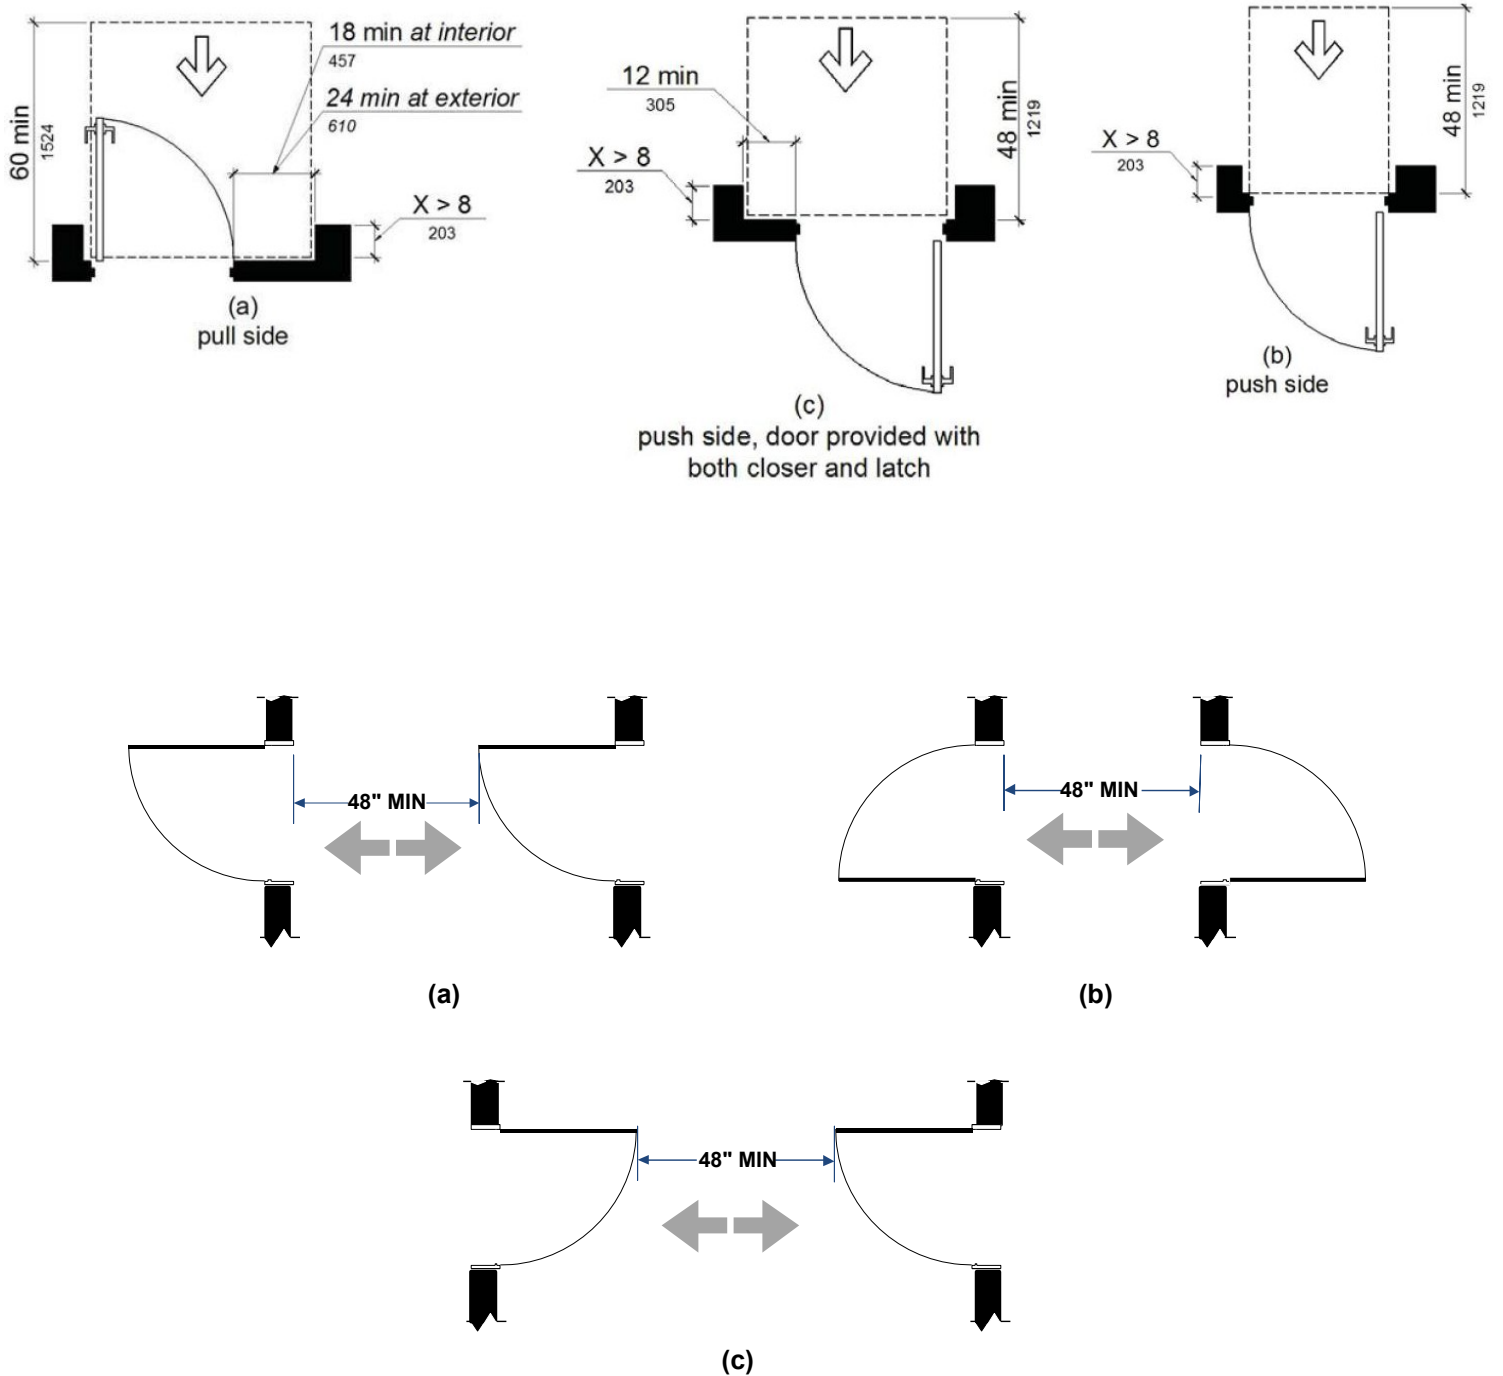 18 min at interior
457
24 min at exterior
610
60 min
1524
X > 8
203
(a)
pull side
12 min
305
X > 8
203
48 min
1219
(c)
push side, door provided with
both closer and latch
X > 8
203
48 min
1219
(b)
push side
48" MIN
(a)
48" MIN
(b)
48" MIN
(c)